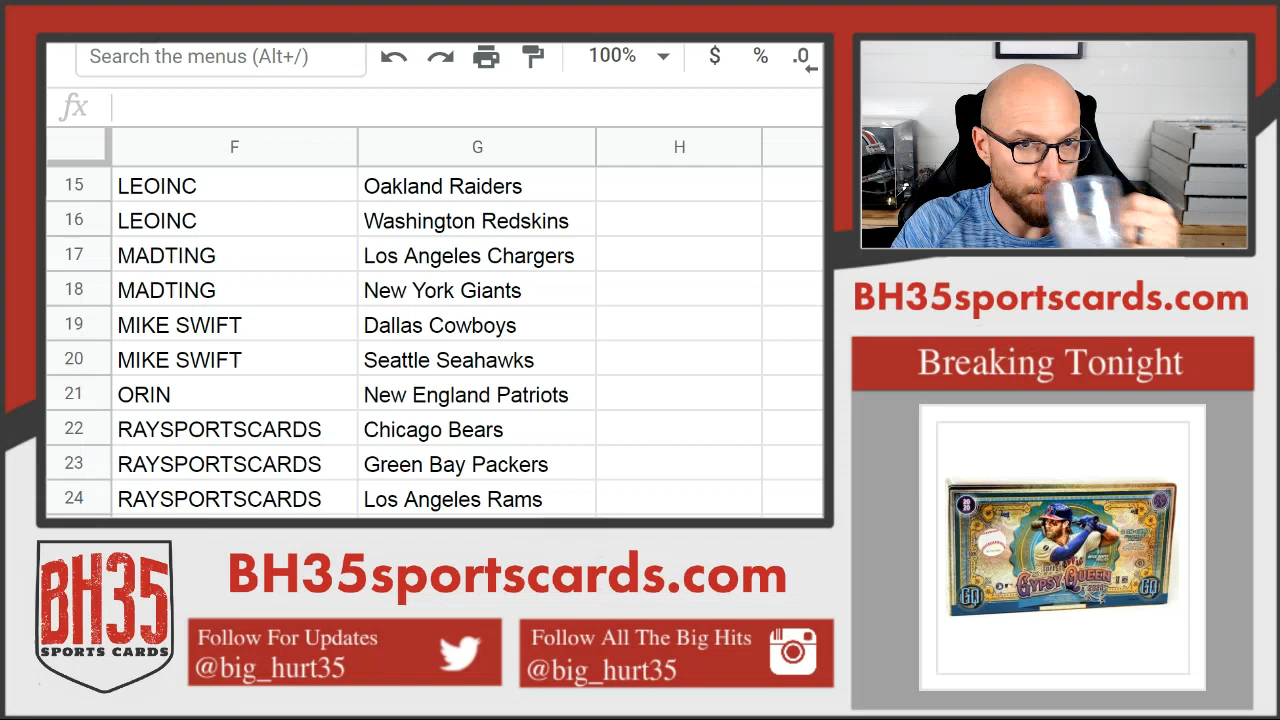 Search the menus (Alt+/)
100%
$
%
.0
fx
F
G
H
15 LEOINC Oakland Raiders
16 LEOINC Washington Redskins
17 MADTING Los Angeles Chargers
18 MADTING New York Giants
19 MIKE SWIFT Dallas Cowboys
20 MIKE SWIFT Seattle Seahawks
21 ORIN New England Patriots
22 RAYSPORTSCARDS Chicago Bears
23 RAYSPORTSCARDS Green Bay Packers
24 RAYSPORTSCARDS Los Angeles Rams
BH35sportscards.com
Breaking Tonight
GYPSY QUEEN
GQ
GQ
BH35
SPORTS CARDS
BH35sportscards.com
Follow For Updates
@big_hurt35
Follow All The Big Hits
@big_hurt35